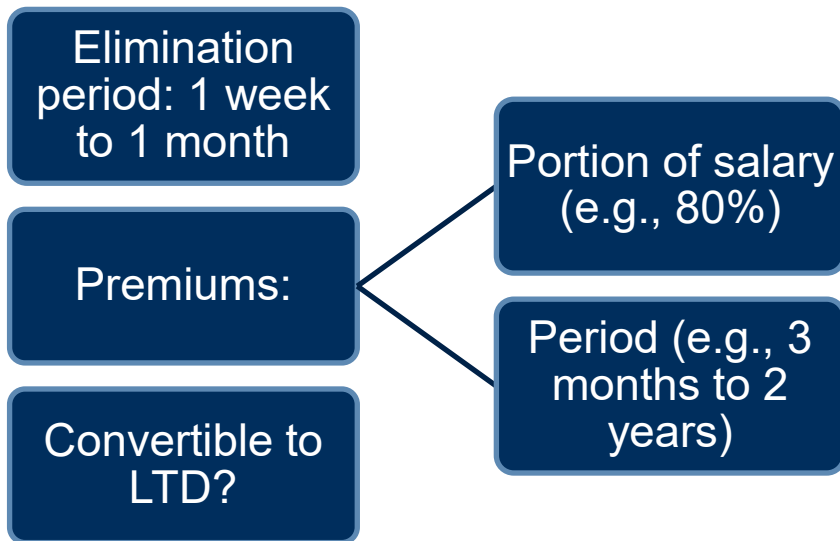 Elimination
period: 1 week
to 1 month
Premiums:
Convertible to
LTD?
Portion of salary
(e.g., 80%)
Period (e.g., 3
months to 2
years)